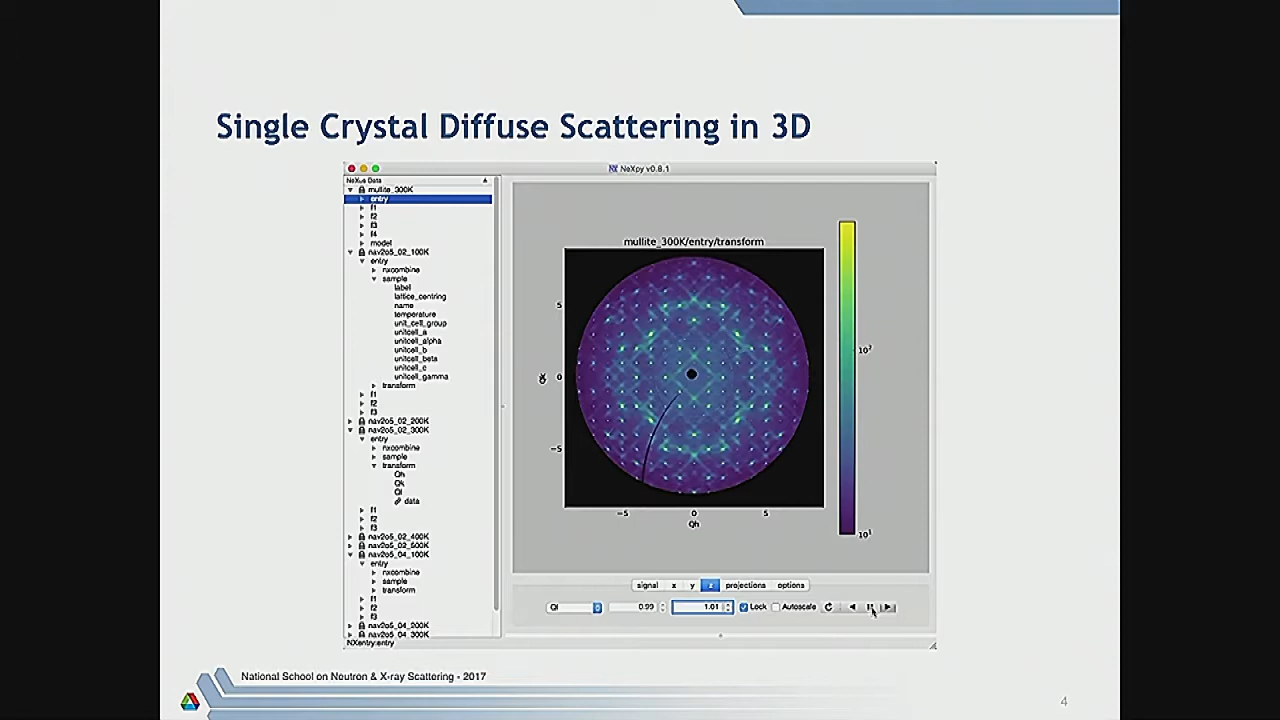 Single Crystal Diffuse Scattering in 3D
NeXpy v0.8.1
NeXus Data
mullite_300K
entry
f1
f2
f3
f4
model
nav2o5_02_100K
entry
nxcombine
sample
label
lattice_centring
name
temperature
unit_cell_group
unitcell_a
unitcell_alpha
unitcell_b
unitcell_beta
unitcell_c
unitcell_gamma
transform
f1
f2
f3
nav2o5_02_200K
nav2o5_02_300K
entry
nxcombine
sample
transform
Qh
Qk
Ql
data
f1
f2
f3
nav2o5_02_400K
nav2o5_02_500K
nav2o5_04_100K
entry
nxcombine
sample
transform
f1
f2
f3
nav2o5_04_200K
nav2o5_04_300K
NXentry:entry
mullite_300K/entry/transform
5
0
−5
Qk
−5 0 5
Qh
10²
10¹
signal x y z projections options
Ql 0.99 1.01 Lock Autoscale
National School on Neutron & X-ray Scattering - 2017
4